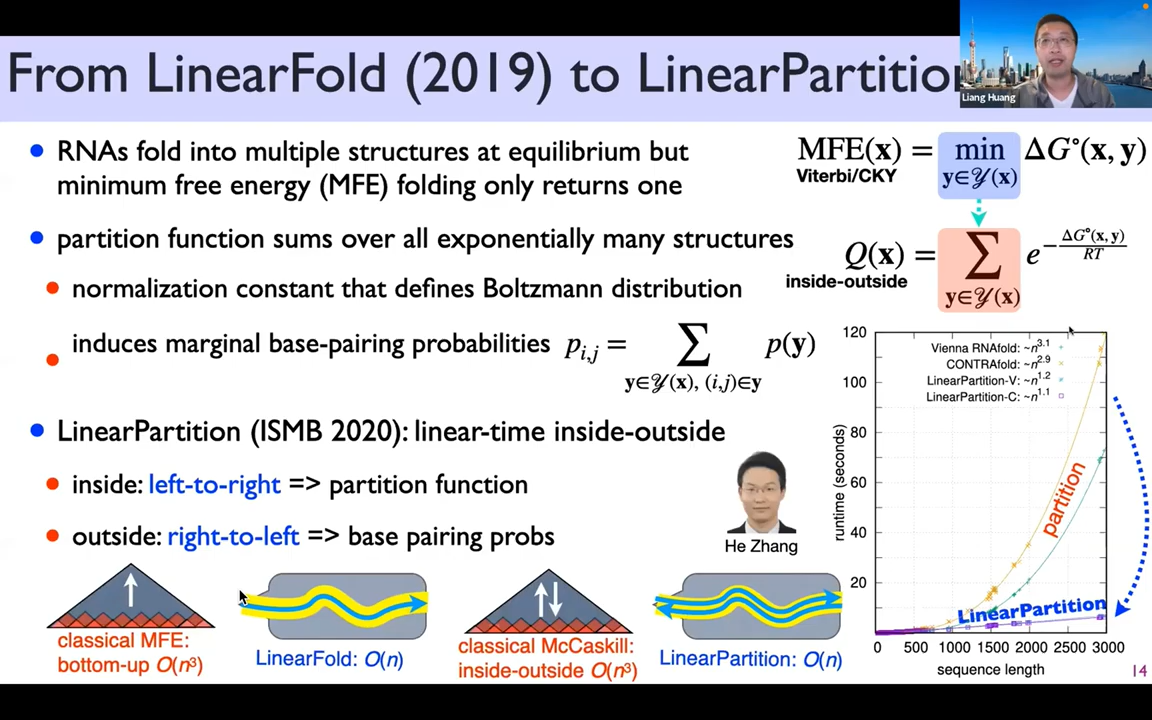 From LinearFold (2019) to LinearPartitio
Liang Huang
• RNAs fold into multiple structures at equilibrium but
minimum free energy (MFE) folding only returns one
MFE(x) = min ΔG°(x, y)
y∈𝒴(x)
Viterbi/CKY
• partition function sums over all exponentially many structures
Q(x) = ∑ e^{-ΔG°(x,y)/RT}
y∈𝒴(x)
inside-outside
• normalization constant that defines Boltzmann distribution
• induces marginal base-pairing probabilities p_{i,j} = ∑ p(y)
y∈𝒴(x), (i,j)∈y
• LinearPartition (ISMB 2020): linear-time inside-outside
• inside: left-to-right => partition function
• outside: right-to-left => base pairing probs
He Zhang
classical MFE:
bottom-up O(n³)
LinearFold: O(n)
classical McCaskill:
inside-outside O(n³)
LinearPartition: O(n)
Vienna RNAfold: ~n^{3.1}
CONTRAfold: ~n^{2.9}
LinearPartition-V: ~n^{1.2}
LinearPartition-C: ~n^{1.1}
120
100
80
60
40
20
runtime (seconds)
partition
LinearPartition
0 500 1000 1500 2000 2500 3000
sequence length
14